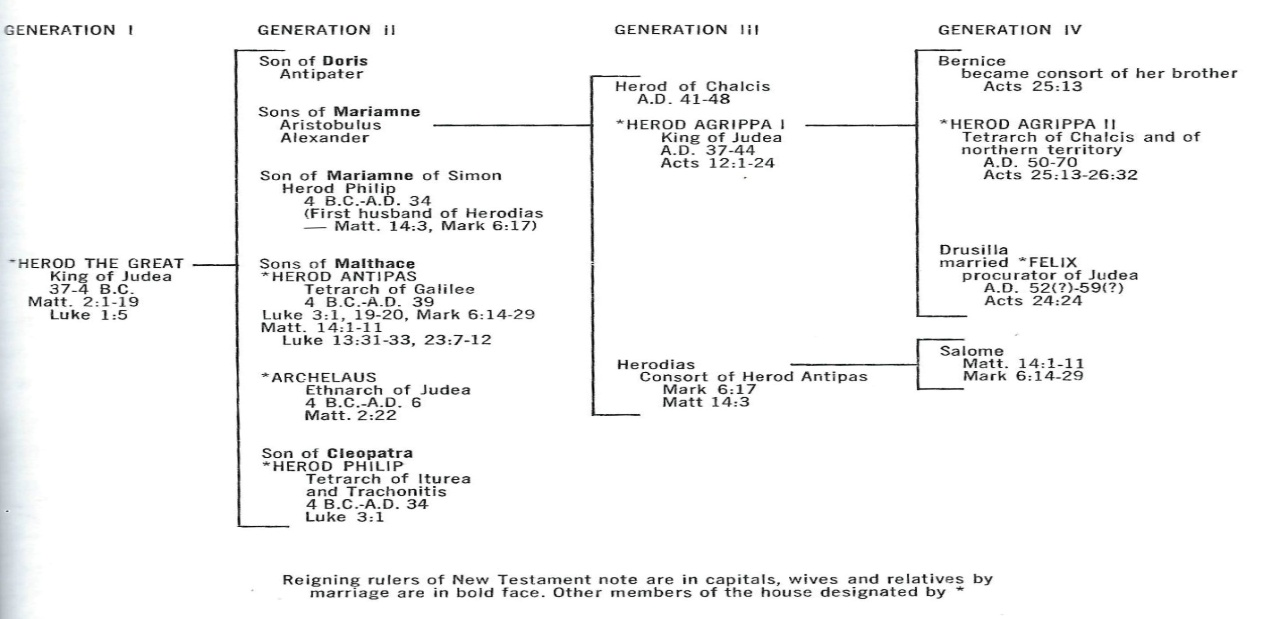 GENERATION I
*HEROD THE GREAT
King of Judea
37-4 B.C.
Matt. 2:1-19
Luke 1:5
GENERATION II
Son of Doris
Antipater
Sons of Mariamne
Aristobulus
Alexander
Son of Mariamne of Simon
Herod Philip
4 B.C.-A.D. 34
(First husband of Herodias
— Matt. 14:3, Mark 6:17)
Sons of Malthace
*HEROD ANTIPAS
Tetrarch of Galilee
4 B.C.-A.D. 39
Luke 3:1, 19-20, Mark 6:14-29
Matt. 14:1-11
Luke 13:31-33, 23:7-12
*ARCHELAUS
Ethnarch of Judea
4 B.C.-A.D. 6
Matt. 2:22
Son of Cleopatra
*HEROD PHILIP
Tetrarch of Iturea
and Trachonitis
4 B.C.-A.D. 34
Luke 3:1
GENERATION III
Herod of Chalcis
A.D. 41-48
*HEROD AGRIPPA I
King of Judea
A.D. 37-44
Acts 12:1-24
Herodias
Consort of Herod Antipas
Mark 6:17
Matt 14:3
GENERATION IV
Bernice
became consort of her brother
Acts 25:13
*HEROD AGRIPPA II
Tetrarch of Chalcis and of
northern territory
A.D. 50-70
Acts 25:13-26:32
Drusilla
married *FELIX
procurator of Judea
A.D. 52(?)-59(?)
Acts 24:24
Salome
Matt. 14:1-11
Mark 6:14-29
Reigning rulers of New Testament note are in capitals, wives and relatives by
marriage are in bold face. Other members of the house designated by *